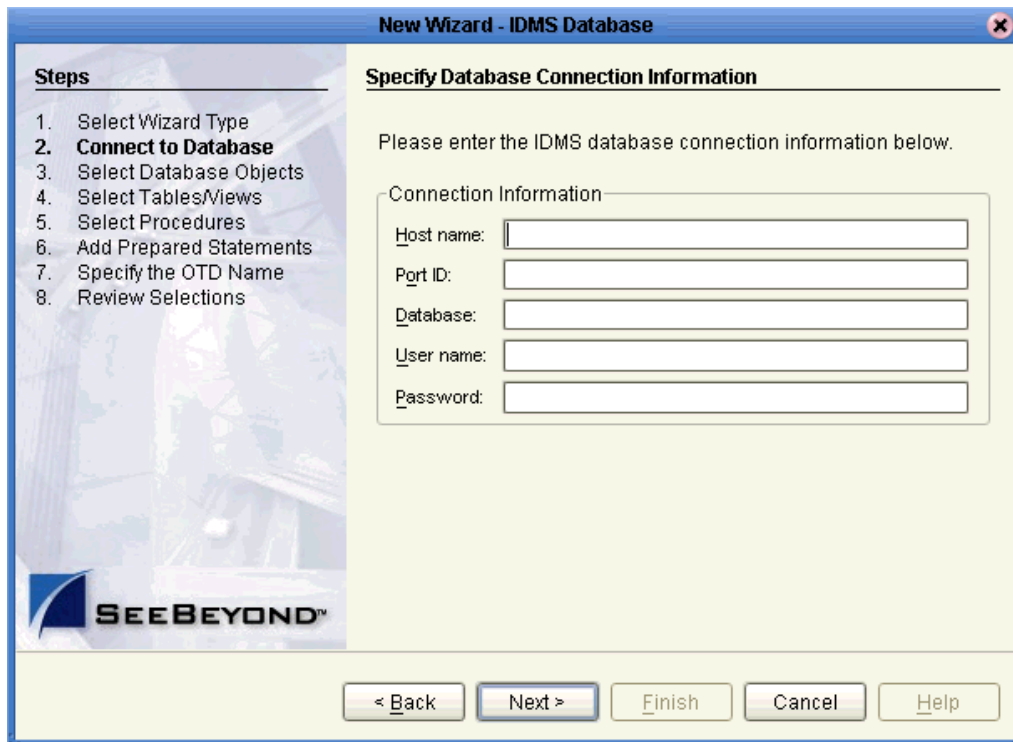 New Wizard - IDMS Database
Steps
1. Select Wizard Type
2. Connect to Database
3. Select Database Objects
4. Select Tables/Views
5. Select Procedures
6. Add Prepared Statements
7. Specify the OTD Name
8. Review Selections
SEEBEYOND™
Specify Database Connection Information
Please enter the IDMS database connection information below.
Connection Information
Host name:
Port ID:
Database:
User name:
Password:
< Back Next > Finish Cancel Help